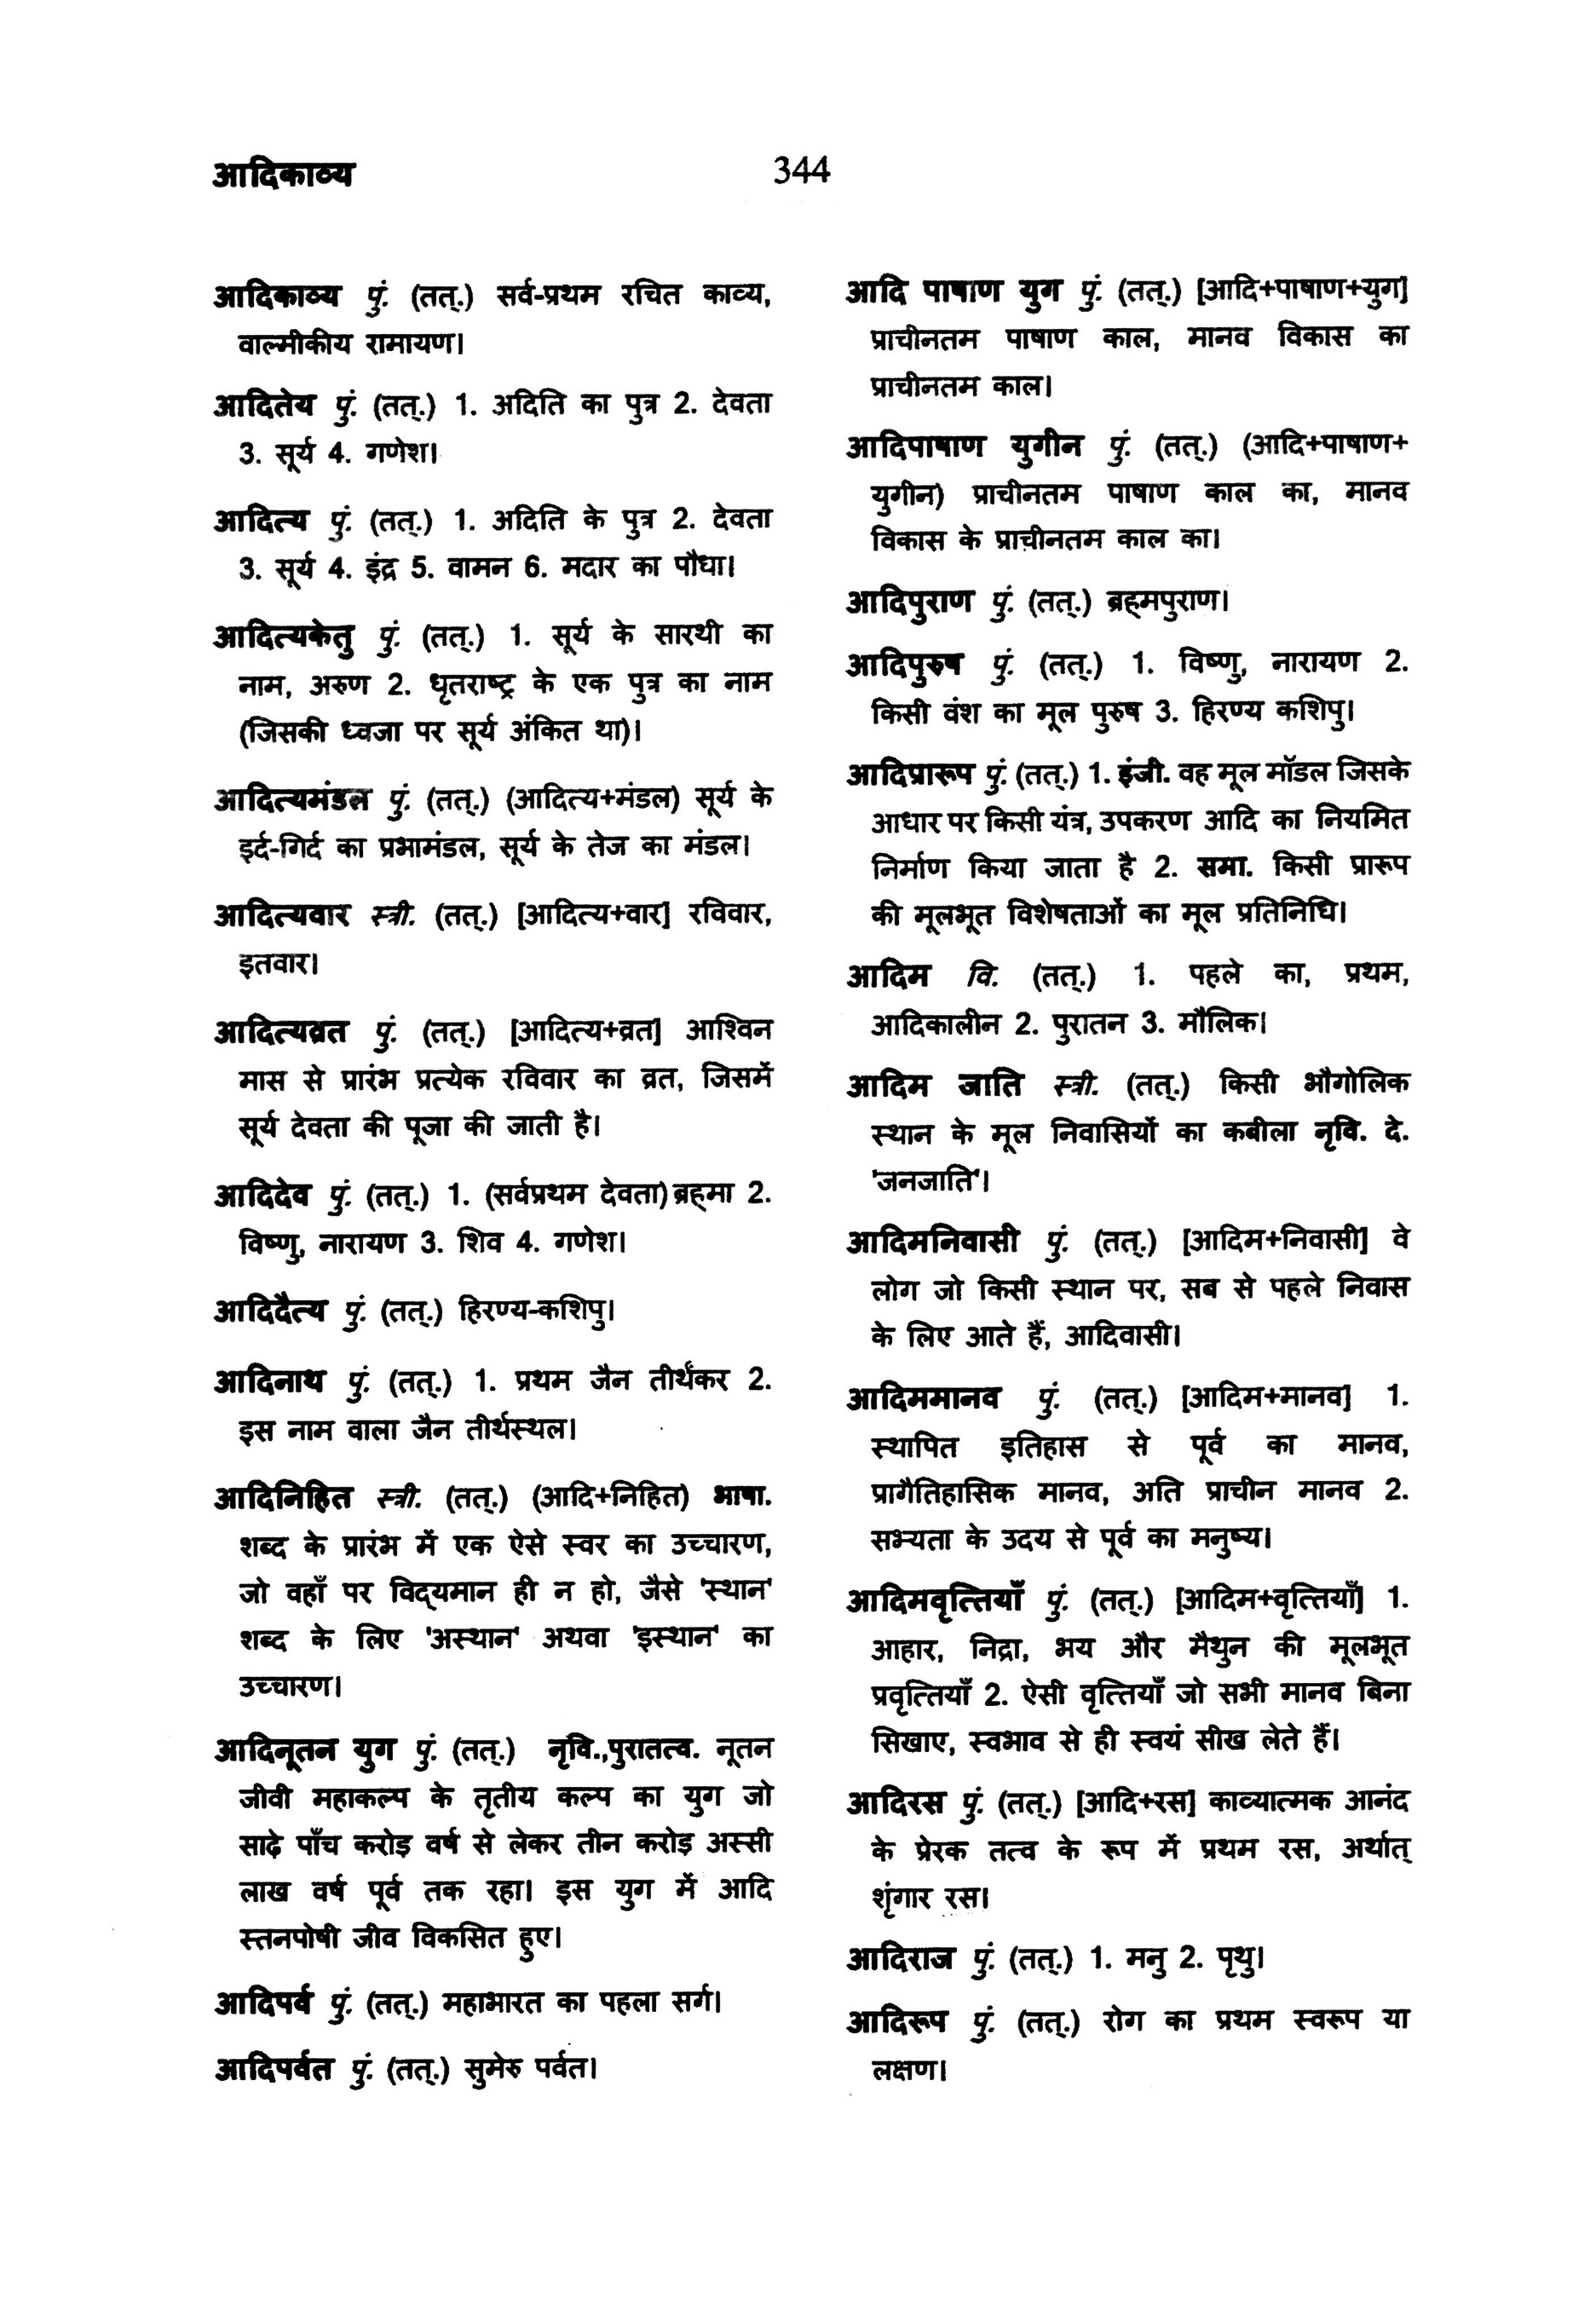 आदिकाव्य
344
आदिकाव्य पुं. (तत्.) सर्व-प्रथम रचित काव्य,
वाल्मीकीय रामायण।
आदितेय पुं. (तत्.) 1. अदिति का पुत्र 2. देवता
3. सूर्य 4. गणेश।
आदित्य पुं. (तत्.) 1. अदिति के पुत्र 2. देवता
3. सूर्य 4. इंद्र 5. वामन 6. मदार का पौधा।
आदित्यकेतु पुं. (तत्.) 1. सूर्य के सारथी का
नाम, अरुण 2. धृतराष्ट्र के एक पुत्र का नाम
(जिसकी ध्वजा पर सूर्य अंकित था)।
आदित्यमंडल पुं. (तत्.) (आदित्य+मंडल) सूर्य के
इर्द-गिर्द का प्रभामंडल, सूर्य के तेज का मंडल।
आदित्यवार स्त्री. (तत्.) [आदित्य+वार] रविवार,
इतवार।
आदित्यव्रत पुं. (तत्.) [आदित्य+व्रत] आश्विन
मास से प्रारंभ प्रत्येक रविवार का व्रत, जिसमें
सूर्य देवता की पूजा की जाती है।
आदिदेव पुं. (तत्.) 1. (सर्वप्रथम देवता) ब्रह्मा 2.
विष्णु, नारायण 3. शिव 4. गणेश।
आदिदैत्य पुं. (तत्.) हिरण्य-कशिपु।
आदिनाथ पुं. (तत्.) 1. प्रथम जैन तीर्थंकर 2.
इस नाम वाला जैन तीर्थस्थल।
आदिनिहित स्त्री. (तत्.) (आदि+निहित) भाषा.
शब्द के प्रारंभ में एक ऐसे स्वर का उच्चारण,
जो वहाँ पर विद्यमान ही न हो, जैसे 'स्थान'
शब्द के लिए 'अस्थान' अथवा 'इस्थान' का
उच्चारण।
आदिनूतन युग पुं. (तत्.) नृवि.,पुरातत्व. नूतन
जीवी महाकल्प के तृतीय कल्प का युग जो
साढ़े पाँच करोड़ वर्ष से लेकर तीन करोड़ अस्सी
लाख वर्ष पूर्व तक रहा। इस युग में आदि
स्तनपोषी जीव विकसित हुए।
आदिपर्व पुं. (तत्.) महाभारत का पहला सर्ग।
आदिपर्वत पुं. (तत्.) सुमेरु पर्वत।
आदि पाषाण युग पुं. (तत्.) [आदि+पाषाण+युग]
प्राचीनतम पाषाण काल, मानव विकास का
प्राचीनतम काल।
आदिपाषाण युगीन पुं. (तत्.) (आदि+पाषाण+
युगीन) प्राचीनतम पाषाण काल का, मानव
विकास के प्राचीनतम काल का।
आदिपुराण पुं. (तत्.) ब्रह्मपुराण।
आदिपुरुष पुं. (तत्.) 1. विष्णु, नारायण 2.
किसी वंश का मूल पुरुष 3. हिरण्य कशिपु।
आदिप्रारूप पुं. (तत्.) 1. इंजी. वह मूल मॉडल जिसके
आधार पर किसी यंत्र, उपकरण आदि का नियमित
निर्माण किया जाता है 2. समा. किसी प्रारूप
की मूलभूत विशेषताओं का मूल प्रतिनिधि।
आदिम वि. (तत्.) 1. पहले का, प्रथम,
आदिकालीन 2. पुरातन 3. मौलिक।
आदिम जाति स्त्री. (तत्.) किसी भौगोलिक
स्थान के मूल निवासियों का कबीला नृवि. दे.
'जनजाति'।
आदिमनिवासी पुं. (तत्.) [आदिम+निवासी] वे
लोग जो किसी स्थान पर, सब से पहले निवास
के लिए आते हैं, आदिवासी।
आदिममानव पुं. (तत्.) [आदिम+मानव] 1.
स्थापित इतिहास से पूर्व का मानव,
प्रागैतिहासिक मानव, अति प्राचीन मानव 2.
सभ्यता के उदय से पूर्व का मनुष्य।
आदिमवृत्तियाँ पुं. (तत्.) [आदिम+वृत्तियाँ] 1.
आहार, निद्रा, भय और मैथुन की मूलभूत
प्रवृत्तियाँ 2. ऐसी वृत्तियाँ जो सभी मानव बिना
सिखाए, स्वभाव से ही स्वयं सीख लेते हैं।
आदिरस पुं. (तत्.) [आदि+रस] काव्यात्मक आनंद
के प्रेरक तत्व के रूप में प्रथम रस, अर्थात्
शृंगार रस।
आदिराज पुं. (तत्.) 1. मनु 2. पृथु।
आदिरूप पुं. (तत्.) रोग का प्रथम स्वरूप या
लक्षण।